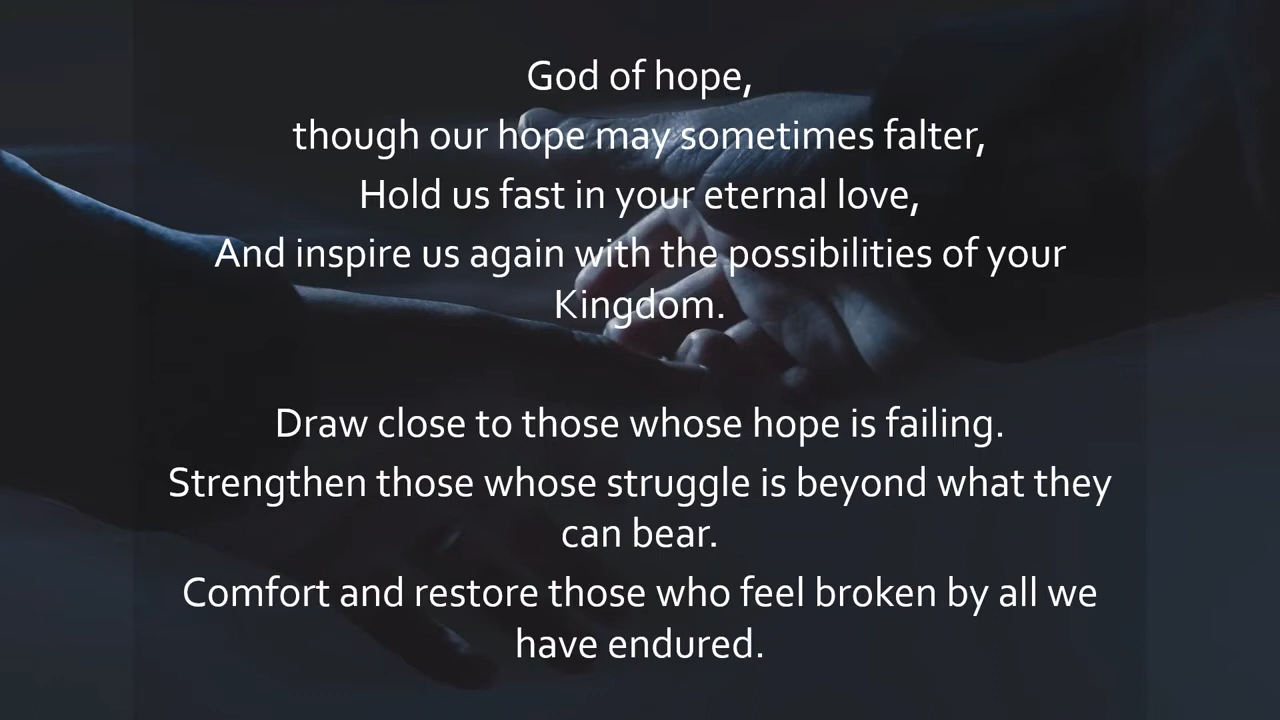 God of hope,
though our hope may sometimes falter,
Hold us fast in your eternal love,
And inspire us again with the possibilities of your
Kingdom.
Draw close to those whose hope is failing.
Strengthen those whose struggle is beyond what they
can bear.
Comfort and restore those who feel broken by all we
have endured.